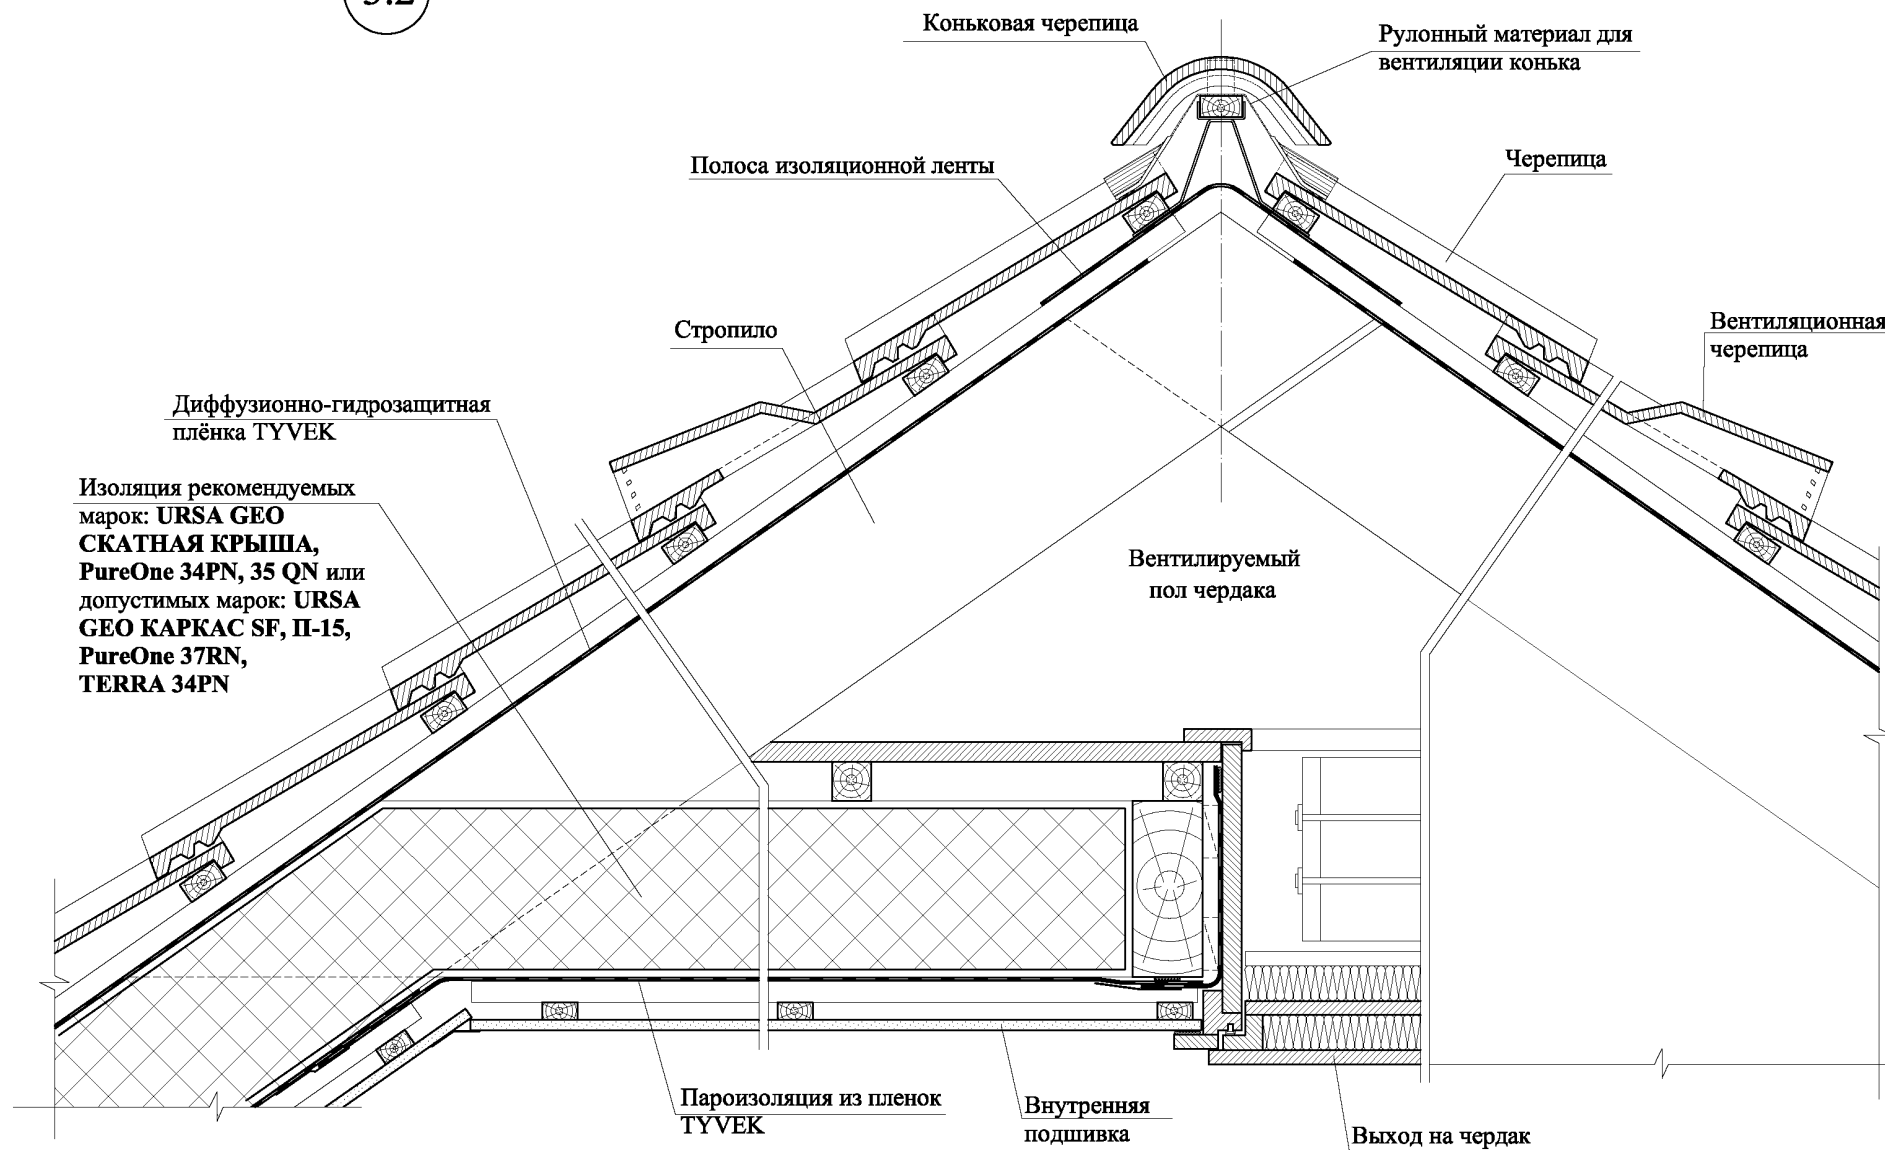 Коньковая черепица
Рулонный материал для
вентиляции конька
Полоса изоляционной ленты
Черепица
Стропило
Вентиляционная
черепица
Диффузионно-гидрозащитная
плёнка TYVEK
Изоляция рекомендуемых
марок: URSA GEO
СКАТНАЯ КРЫША,
PureOne 34PN, 35 QN или
допустимых марок: URSA
GEO КАРКАС SF, П-15,
PureOne 37RN,
TERRA 34PN
Вентилируемый
пол чердака
Пароизоляция из пленок
TYVEK
Внутренняя
подшивка
Выход на чердак